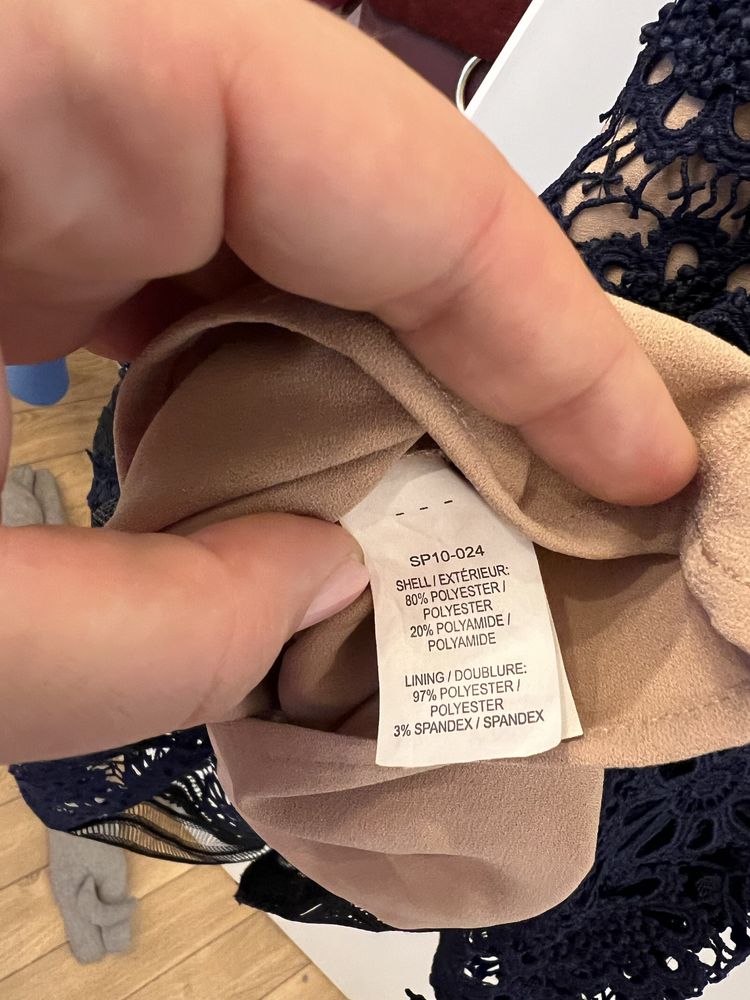 SP10-024
SHELL / EXTÉRIEUR:
80% POLYESTER /
POLYESTER
20% POLYAMIDE /
POLYAMIDE
LINING / DOUBLURE:
97% POLYESTER /
POLYESTER
3% SPANDEX / SPANDEX